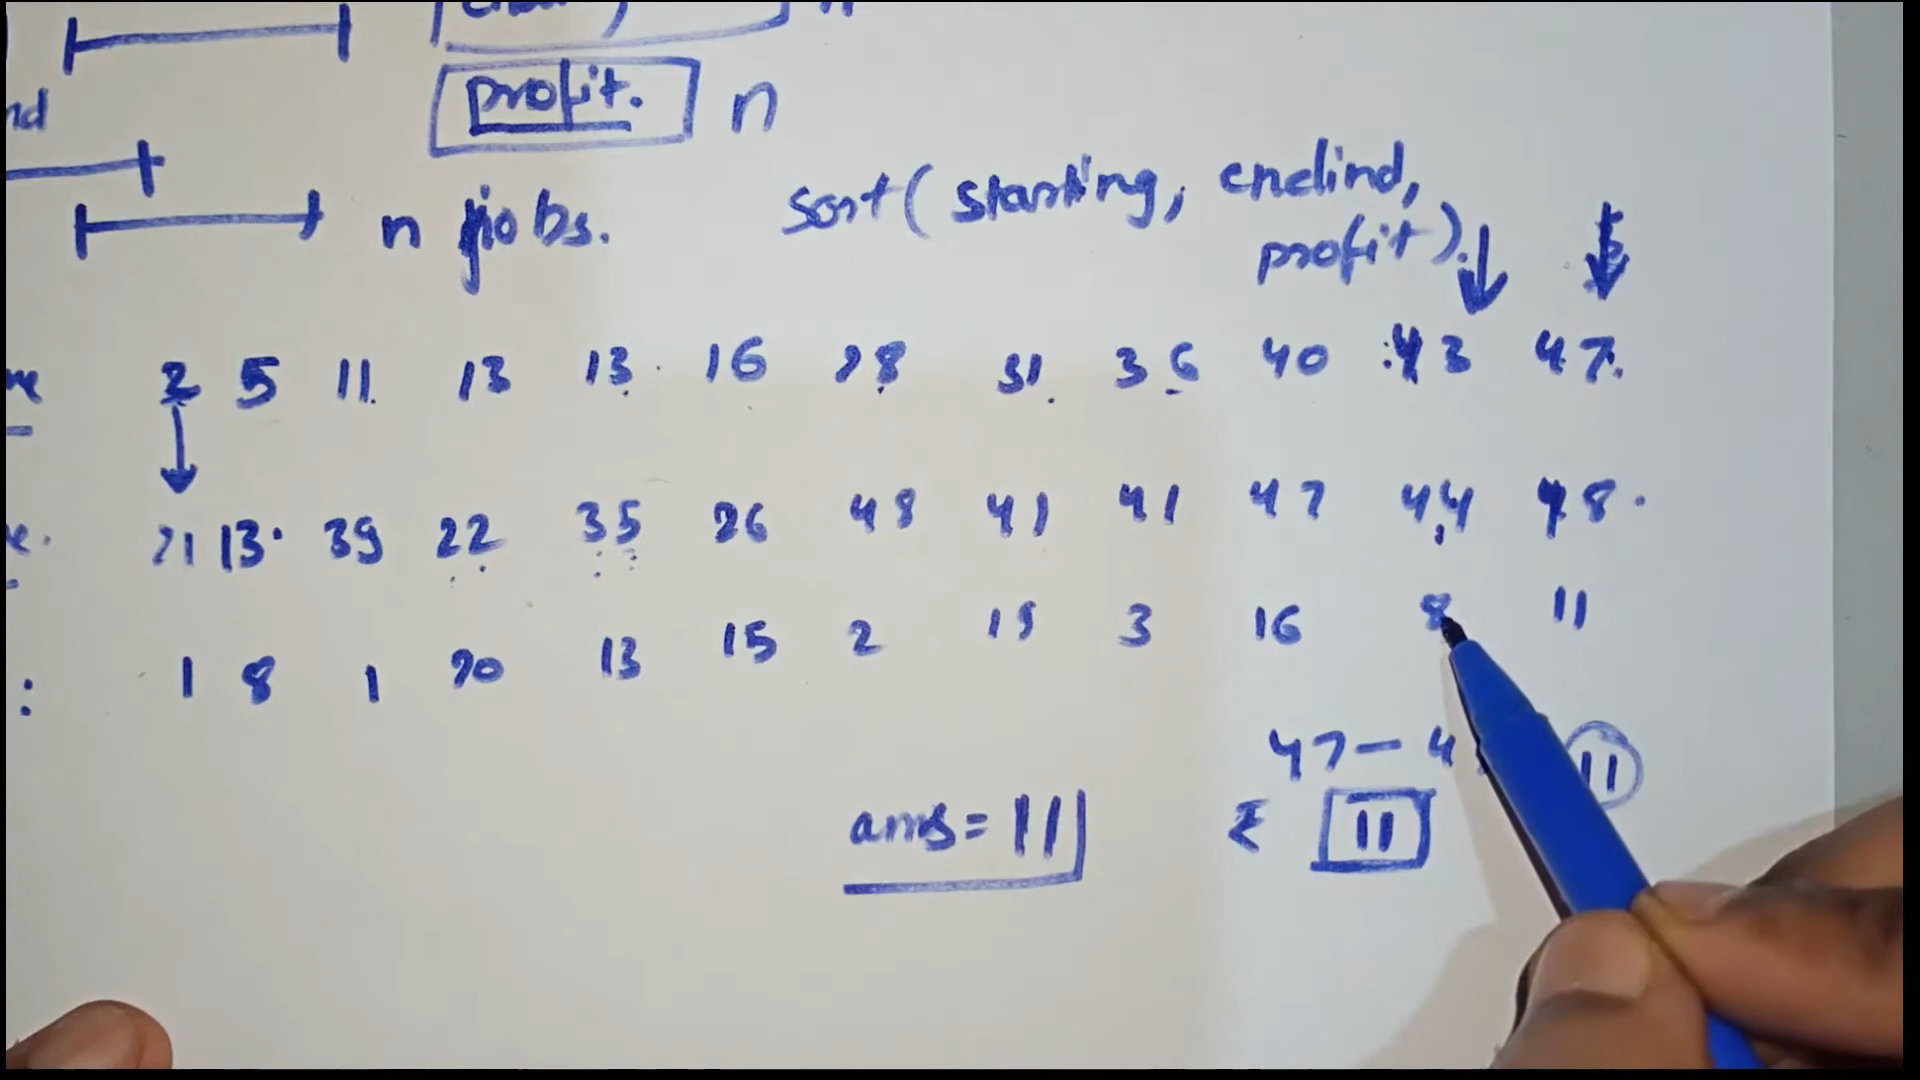 profit. n
n jobs.
sort( starting, endind,
profit).
2 5 11 13 13 16 28 31 36 40 43 47
21 13 39 22 35 26 48 41 41 47 44 48
: 1 8 1 20 13 15 2 15 3 16 8 11
47 - 4 11
ans = 11 11